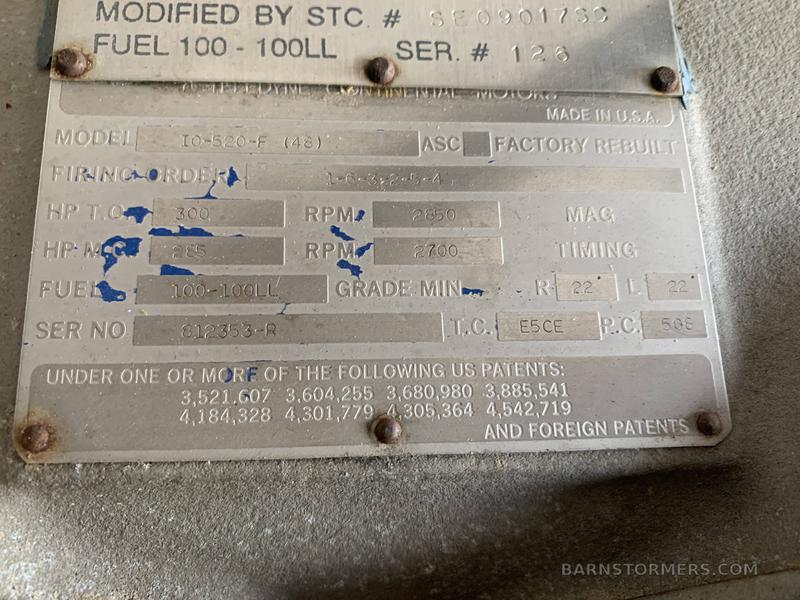 MODIFIED BY STC. # SE09017SC
FUEL 100 - 100LL SER. # 126
TELEDYNE CONTINENTAL MOTORS
MADE IN U.S.A.
MODEL IO-520-F (48) ASC FACTORY REBUILT
FIRING ORDER 1-6-3-2-5-4
HP T.O. 300 RPM 2850 MAG
HP M.C. 285 RPM 2700 TIMING
FUEL 100-100LL GRADE MIN. R 22 L 22
SER NO 812353-R T.C. E5CE P.C. 508
UNDER ONE OR MORE OF THE FOLLOWING US PATENTS:
3,521,607 3,604,255 3,680,980 3,885,541
4,184,328 4,301,779 4,305,364 4,542,719
AND FOREIGN PATENTS
BARNSTORMERS.COM